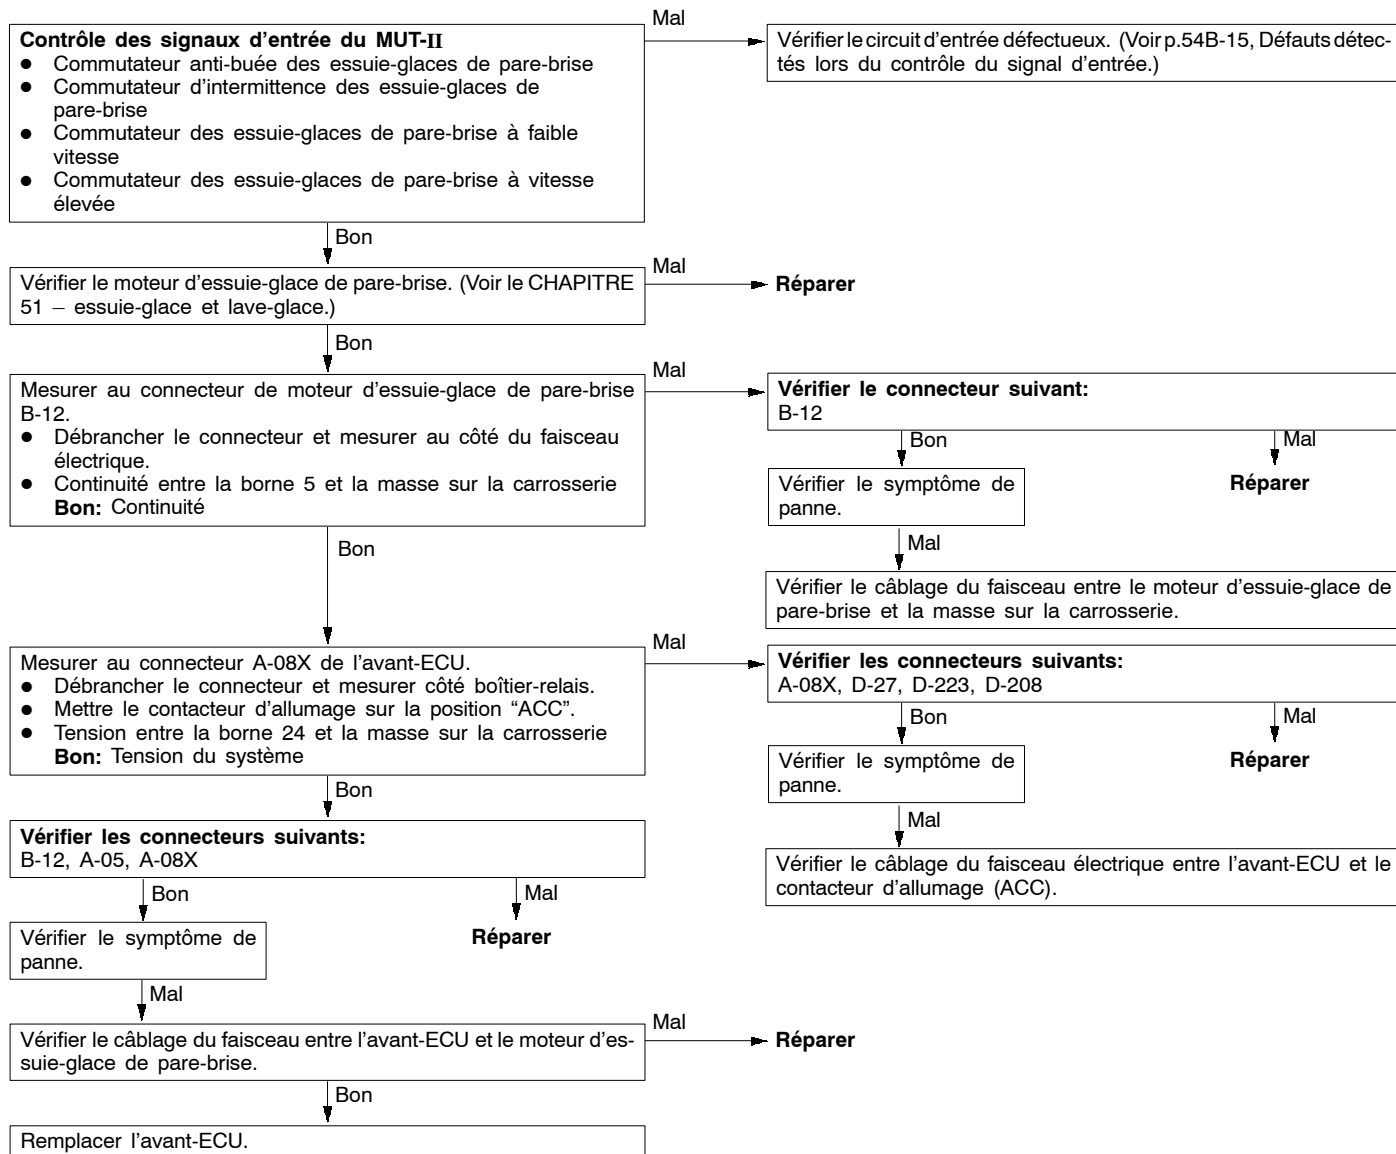 Contrôle des signaux d'entrée du MUT-II
● Commutateur anti-buée des essuie-glaces de pare-brise
● Commutateur d'intermittence des essuie-glaces de
pare-brise
● Commutateur des essuie-glaces de pare-brise à faible
vitesse
● Commutateur des essuie-glaces de pare-brise à vitesse
élevée
Mal
Vérifier le circuit d'entrée défectueux. (Voir p.54B-15, Défauts détec-
tés lors du contrôle du signal d'entrée.)
Bon
Vérifier le moteur d'essuie-glace de pare-brise. (Voir le CHAPITRE
51 – essuie-glace et lave-glace.)
Mal
Réparer
Bon
Mesurer au connecteur de moteur d'essuie-glace de pare-brise
B-12.
● Débrancher le connecteur et mesurer au côté du faisceau
électrique.
● Continuité entre la borne 5 et la masse sur la carrosserie
Bon: Continuité
Mal
Vérifier le connecteur suivant:
B-12
Bon
Mal
Vérifier le symptôme de
panne.
Réparer
Mal
Vérifier le câblage du faisceau entre le moteur d'essuie-glace de
pare-brise et la masse sur la carrosserie.
Bon
Mesurer au connecteur A-08X de l'avant-ECU.
● Débrancher le connecteur et mesurer côté boîtier-relais.
● Mettre le contacteur d'allumage sur la position “ACC”.
● Tension entre la borne 24 et la masse sur la carrosserie
Bon: Tension du système
Mal
Vérifier les connecteurs suivants:
A-08X, D-27, D-223, D-208
Bon
Mal
Vérifier le symptôme de
panne.
Réparer
Mal
Vérifier le câblage du faisceau électrique entre l'avant-ECU et le
contacteur d'allumage (ACC).
Bon
Vérifier les connecteurs suivants:
B-12, A-05, A-08X
Bon
Mal
Vérifier le symptôme de
panne.
Réparer
Mal
Vérifier le câblage du faisceau entre l'avant-ECU et le moteur d'es-
suie-glace de pare-brise.
Mal
Réparer
Bon
Remplacer l'avant-ECU.